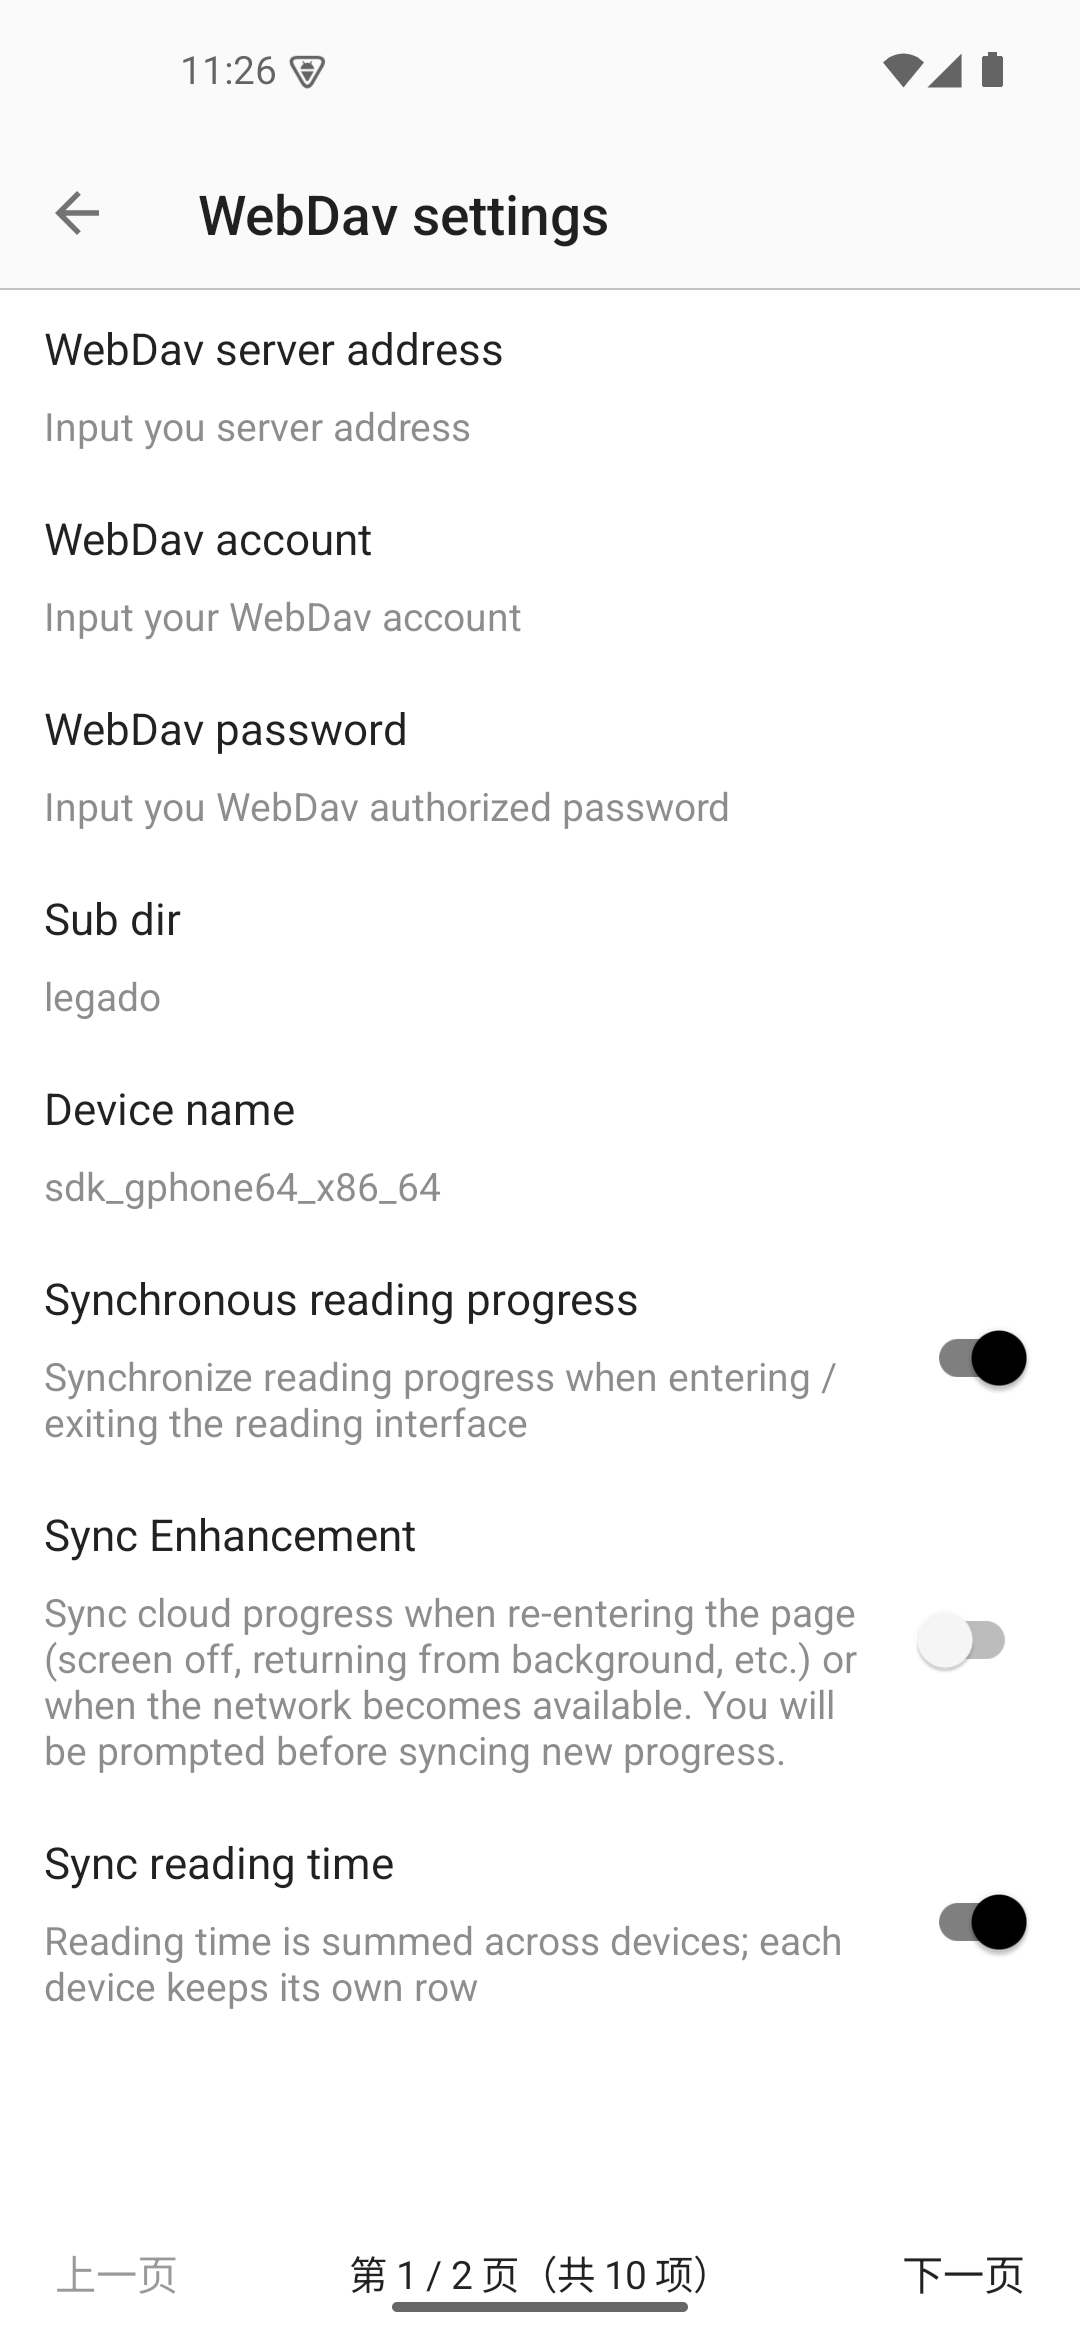 11:26
WebDav settings
WebDav server address
Input you server address
WebDav account
Input your WebDav account
WebDav password
Input you WebDav authorized password
Sub dir
legado
Device name
sdk_gphone64_x86_64
Synchronous reading progress
Synchronize reading progress when entering /
exiting the reading interface
Sync Enhancement
Sync cloud progress when re-entering the page
(screen off, returning from background, etc.) or
when the network becomes available. You will
be prompted before syncing new progress.
Sync reading time
Reading time is summed across devices; each
device keeps its own row
上一页
第 1 / 2 页（共 10 项）
下一页